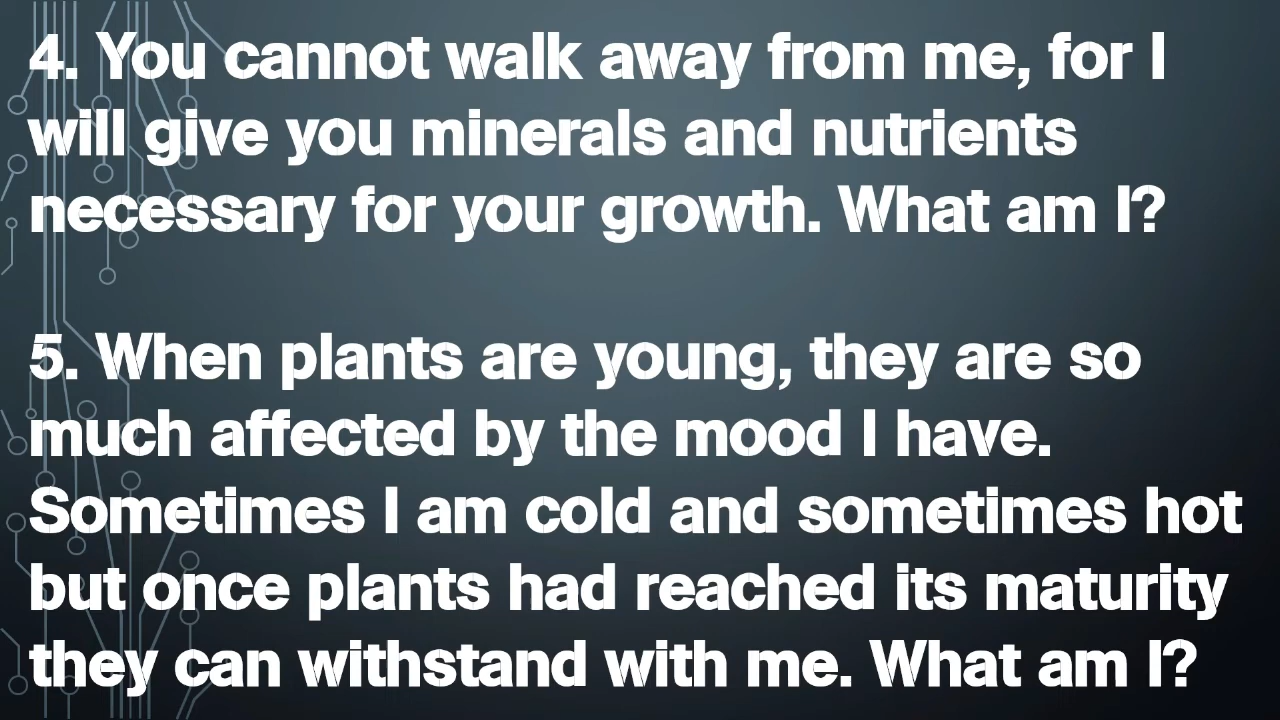 4. You cannot walk away from me, for I
will give you minerals and nutrients
necessary for your growth. What am I?
5. When plants are young, they are so
much affected by the mood I have.
Sometimes I am cold and sometimes hot
but once plants had reached its maturity
they can withstand with me. What am I?